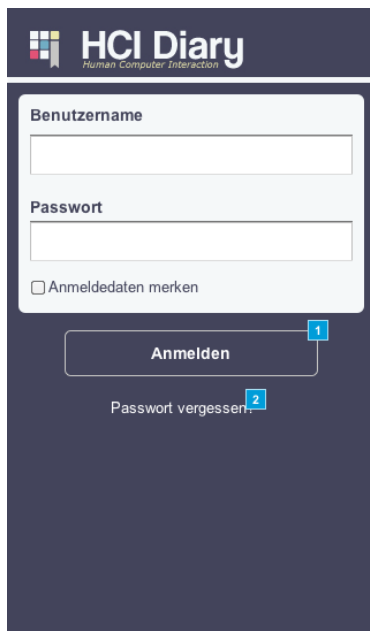 HCI Diary
Human Computer Interaction
Benutzername
Passwort
Anmeldedaten merken
1
Anmelden
2
Passwort vergessen?